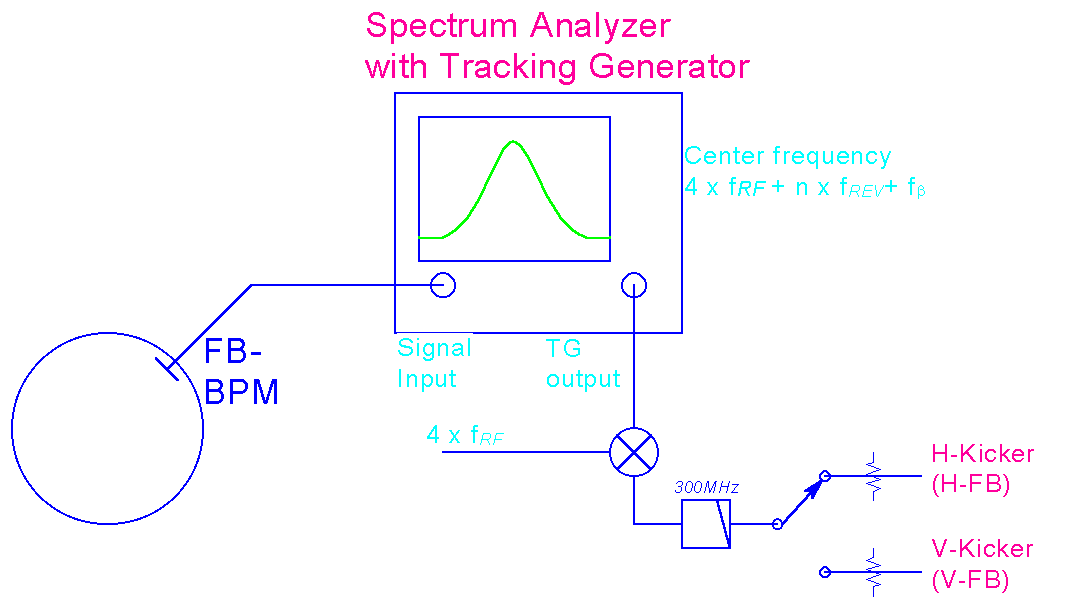 Spectrum Analyzer
with Tracking Generator
Center frequency
4 x fRF + n x fREV+ fβ
FB-
BPM
Signal
Input
TG
output
4 x fRF
300MHz
H-Kicker
(H-FB)
V-Kicker
(V-FB)